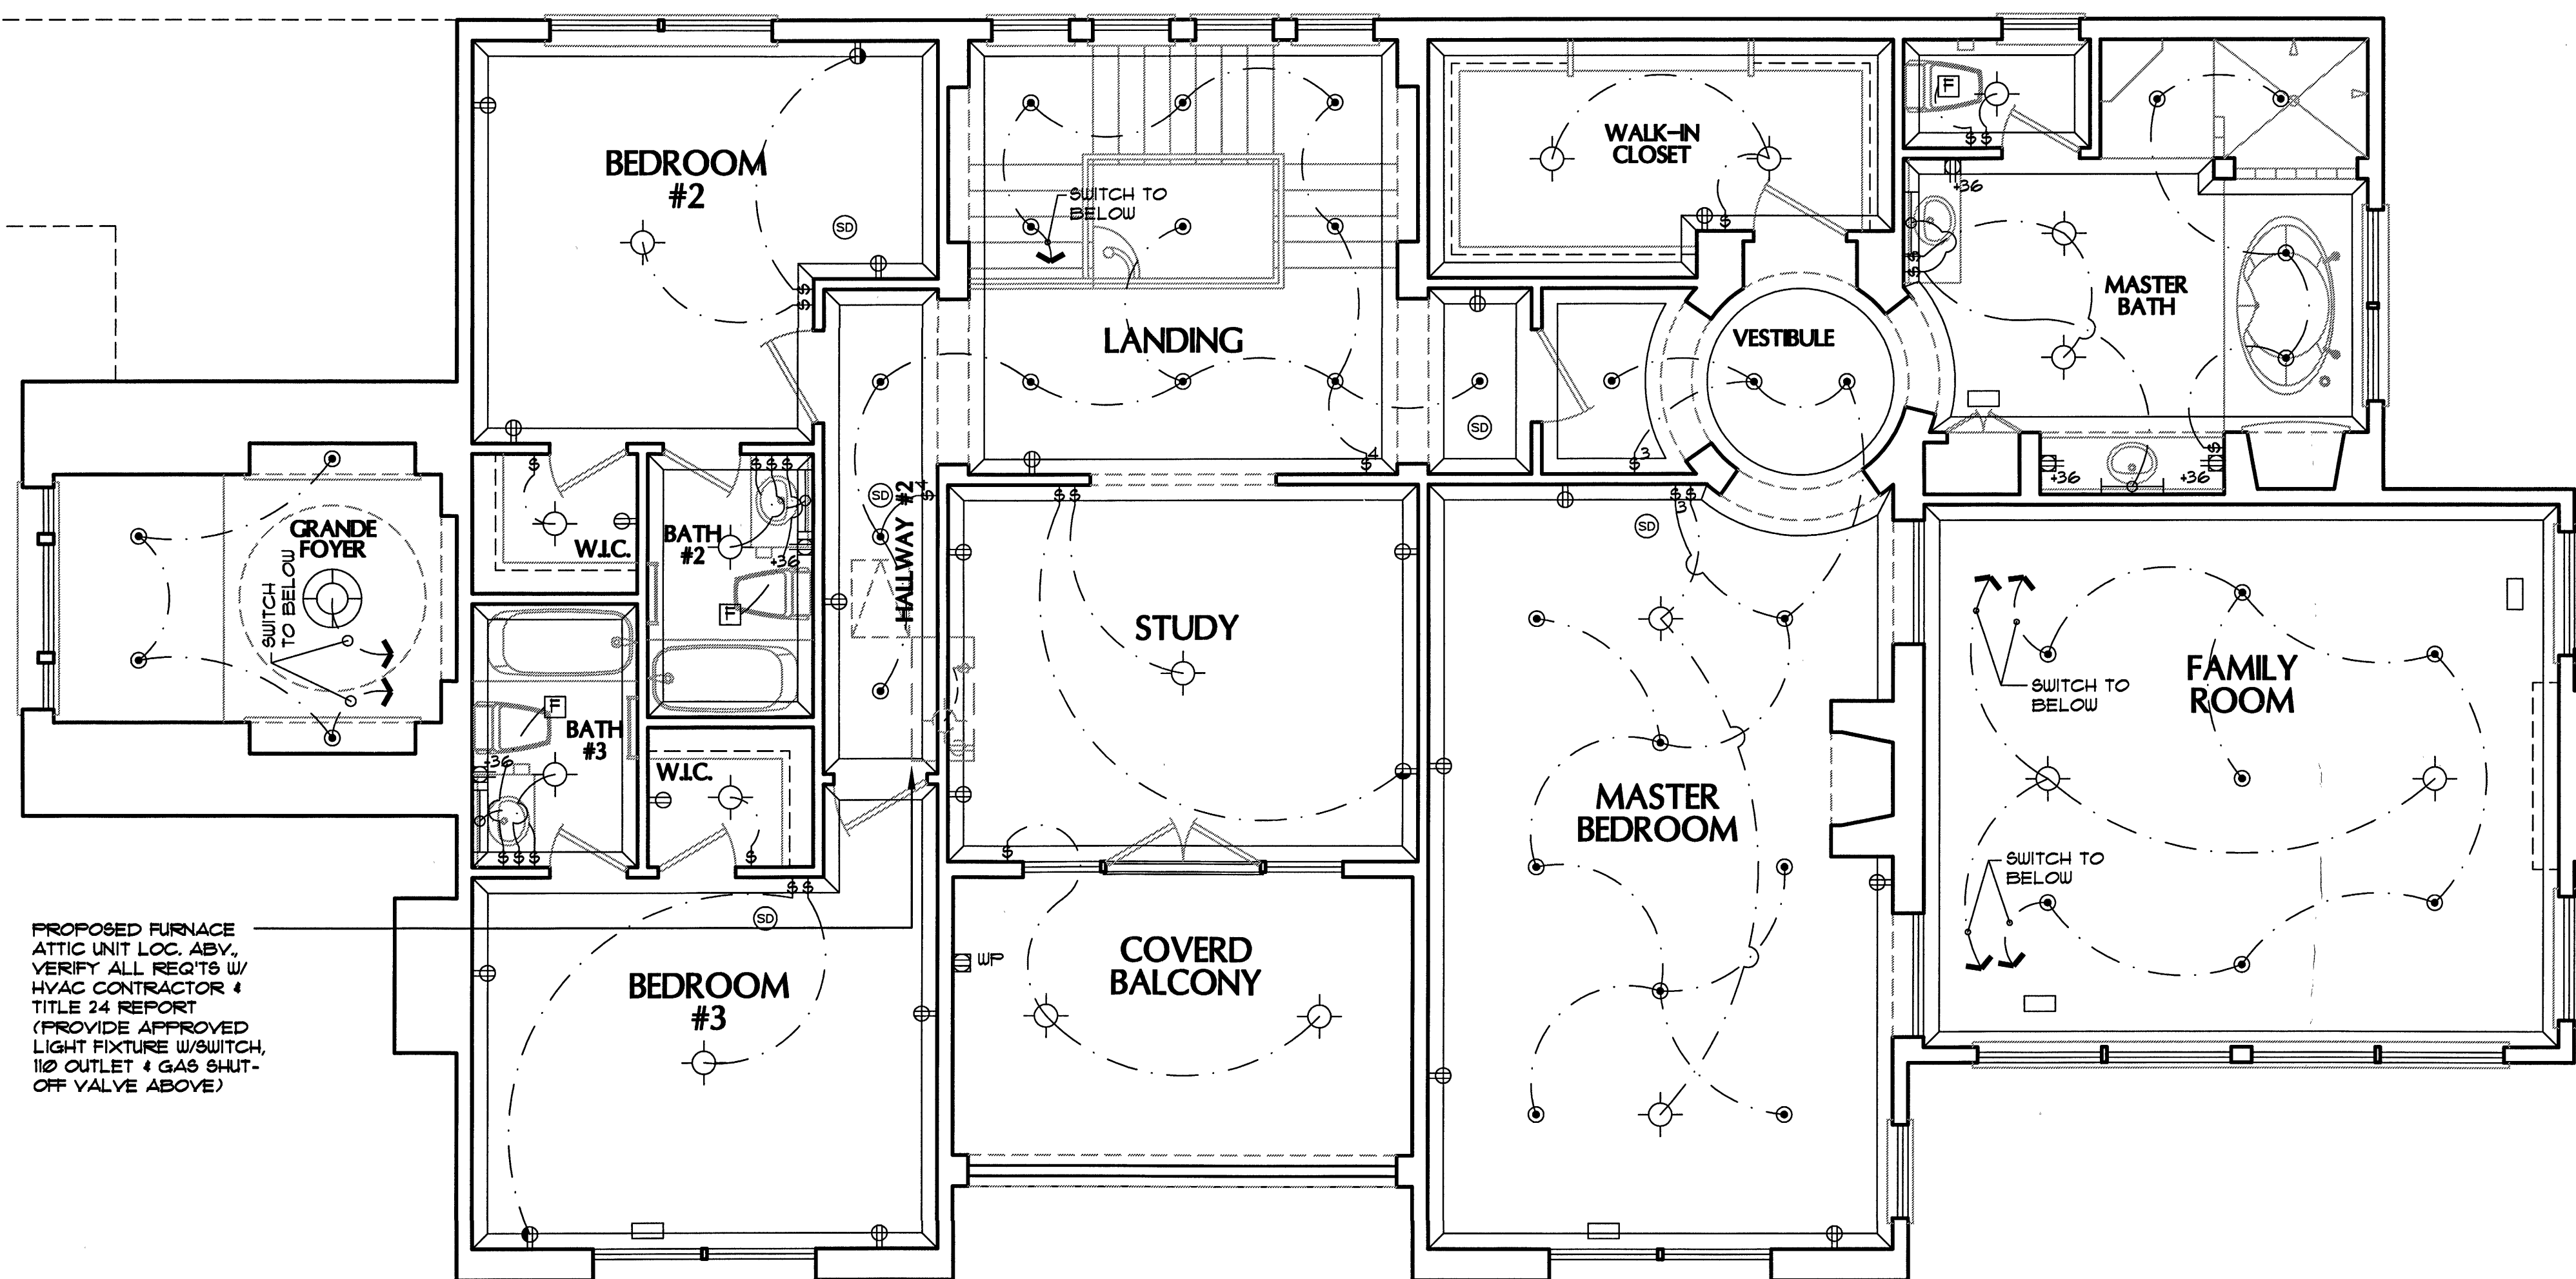 BEDROOM
#2
SD
SWITCH TO
BELOW
LANDING
WALK-IN
CLOSET
F
$ $
+36
MASTER
BATH
VESTIBULE
SD
$4
$3
$
+36
+36
GRANDE
FOYER
SWITCH
TO BELOW
$
W.I.C.
$ $ $
BATH
#2
+36
F
SD
$4
HALLWAY #2
$ $
STUDY
$
SD
$3 $
MASTER
BEDROOM
SWITCH TO
BELOW
FAMILY
ROOM
SWITCH TO
BELOW
F
BATH
#3
+36
$ $ $
W.I.C.
$
$ $
SD
BEDROOM
#3
WP
COVERD
BALCONY
PROPOSED FURNACE
ATTIC UNIT LOC. ABV.,
VERIFY ALL REQ'TS W/
HVAC CONTRACTOR &
TITLE 24 REPORT
(PROVIDE APPROVED
LIGHT FIXTURE W/SWITCH,
110 OUTLET & GAS SHUT-
OFF VALVE ABOVE)